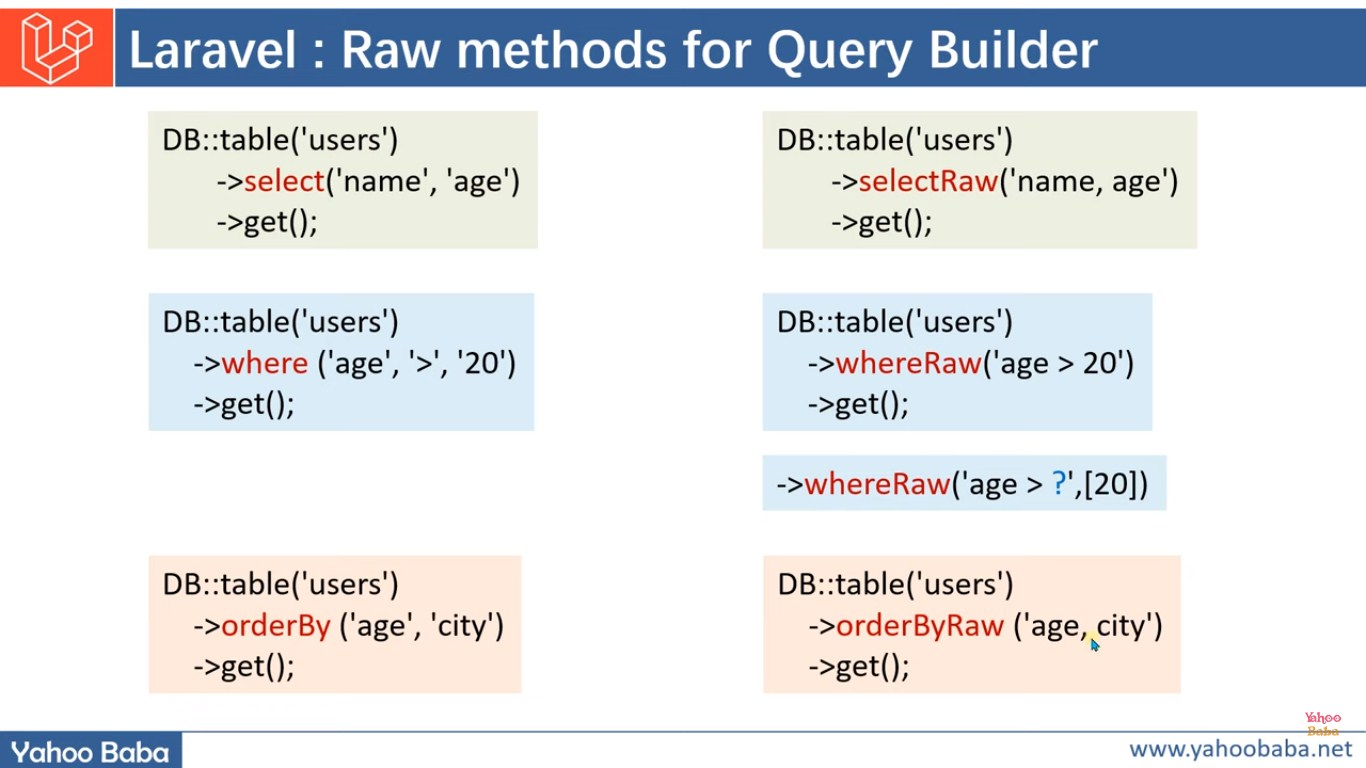 Laravel : Raw methods for Query Builder
DB::table('users')
->select('name', 'age')
->get();
DB::table('users')
->selectRaw('name, age')
->get();
DB::table('users')
->where ('age', '>', '20')
->get();
DB::table('users')
->whereRaw('age > 20')
->get();
->whereRaw('age > ?',[20])
DB::table('users')
->orderBy ('age', 'city')
->get();
DB::table('users')
->orderByRaw ('age, city')
->get();
Yahoo
Baba
Yahoo Baba
www.yahoobaba.net